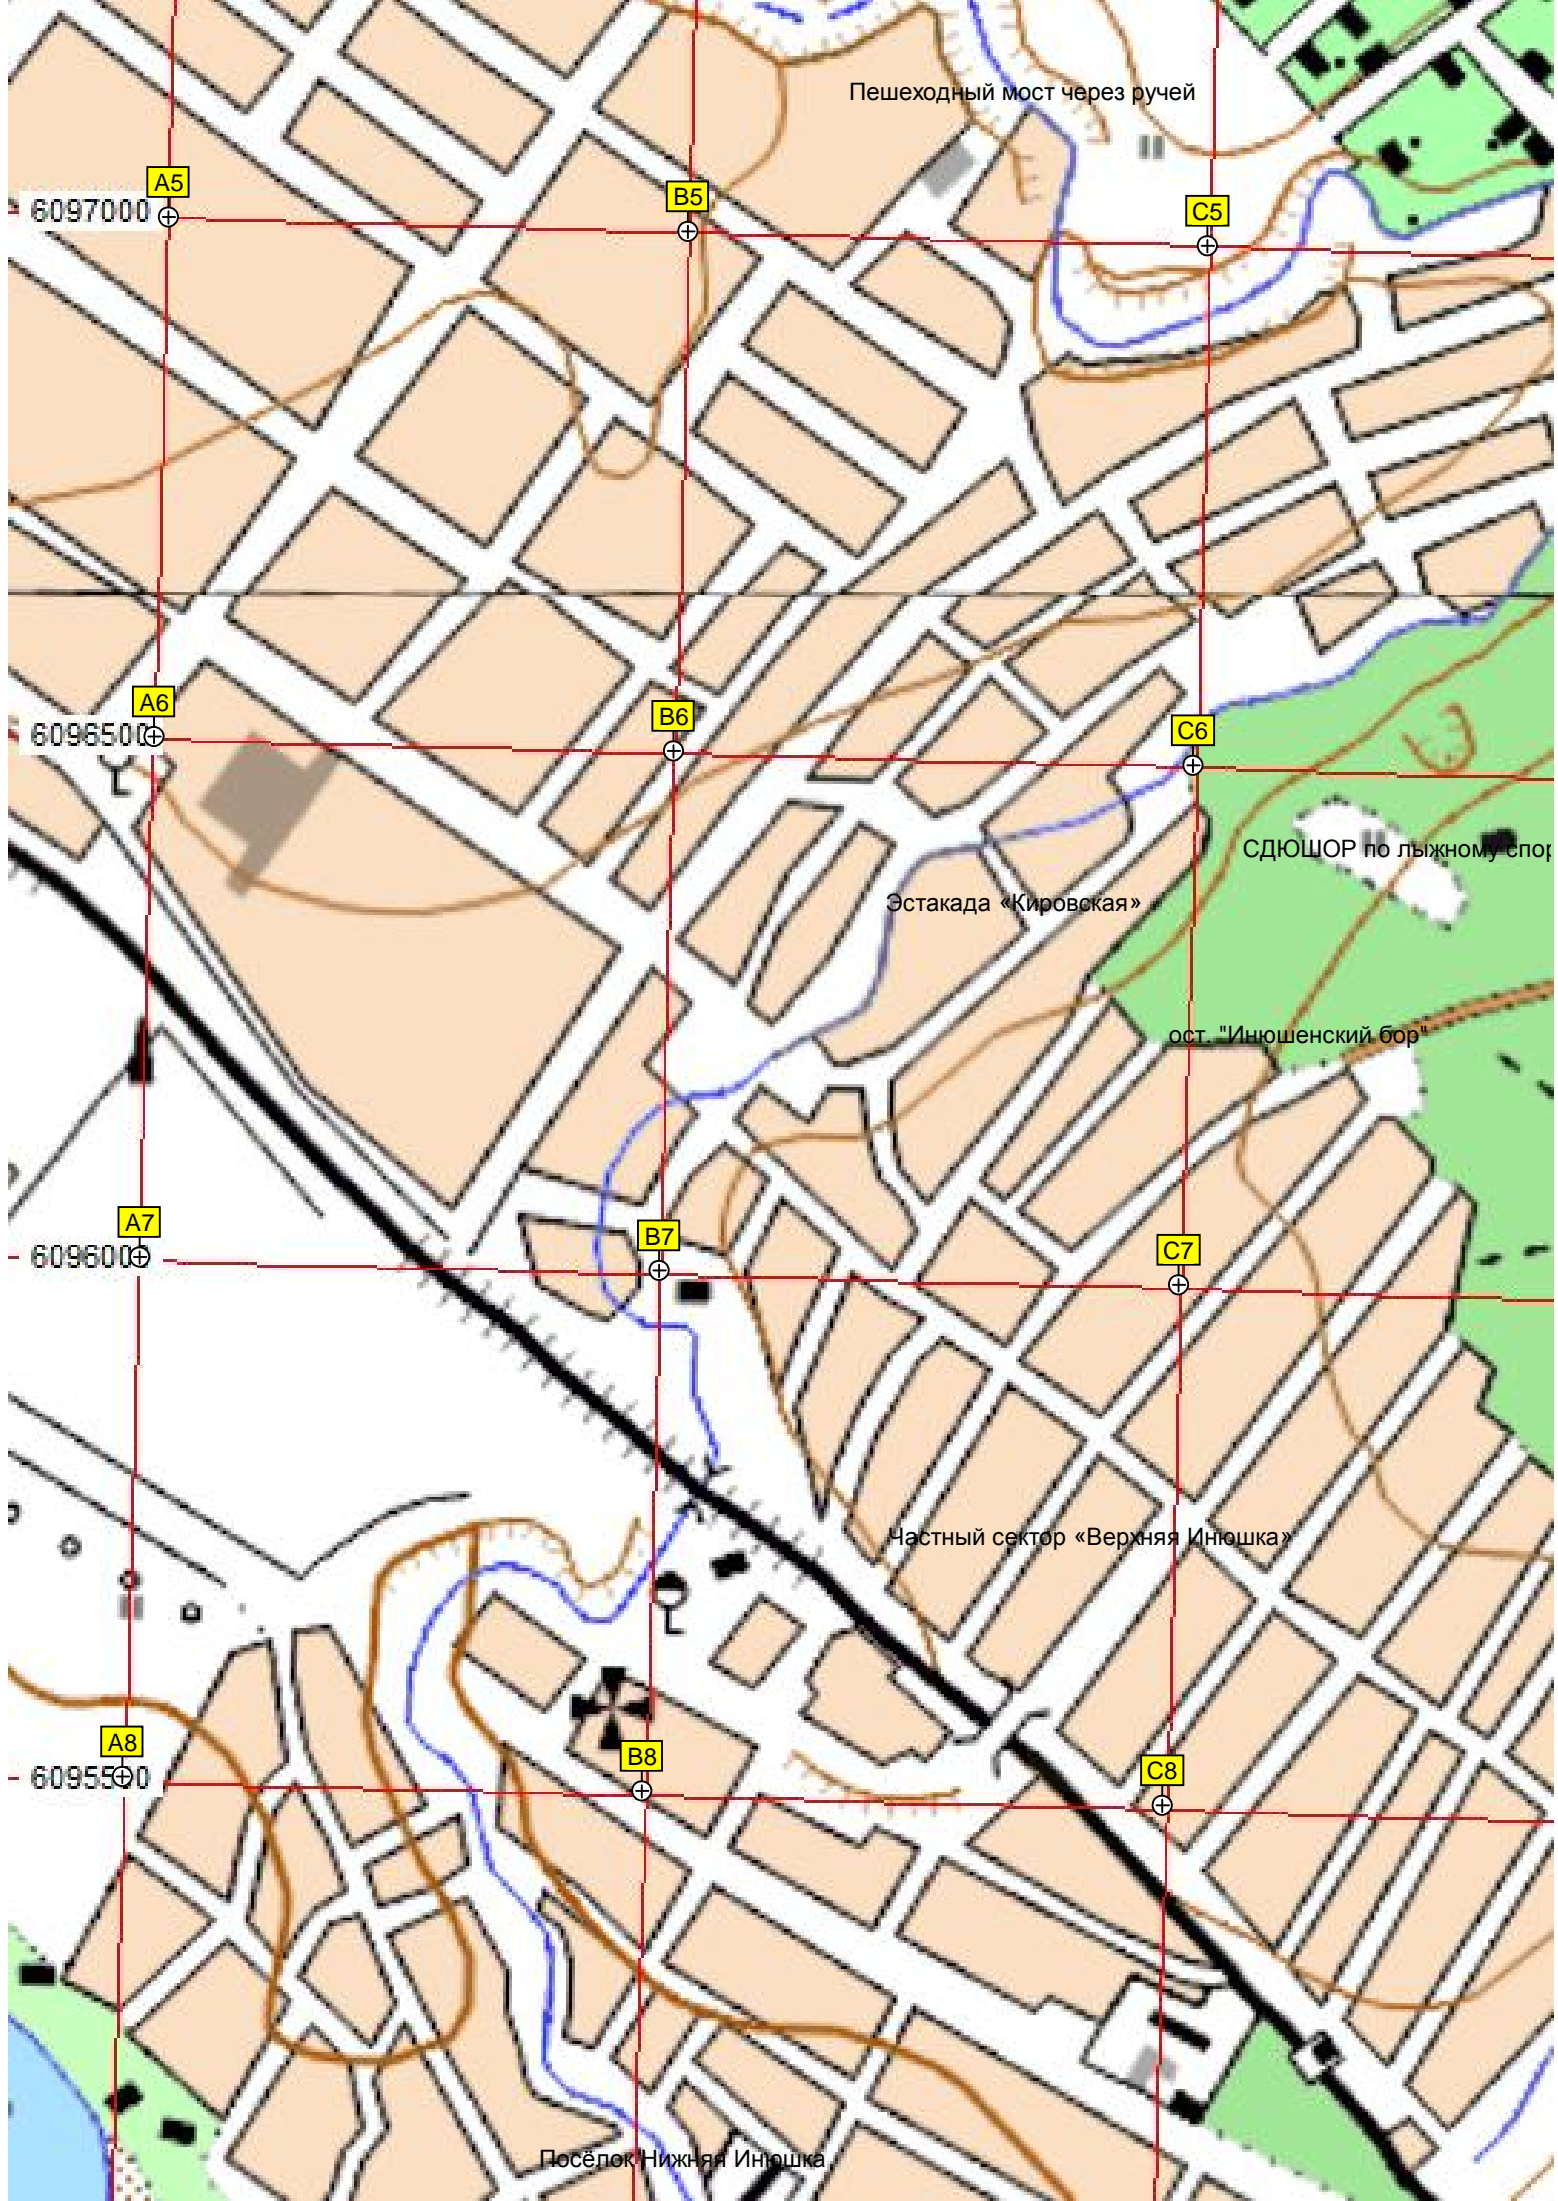 Пешеходный мост через ручей
A5
B5
C5
6097000
A6
B6
C6
6096500
СДЮШОР по лыжному спор
Эстакада «Кировская»
ост. "Инюшенский бор"
A7
B7
C7
6096000
Частный сектор «Верхняя Инюшка»
A8
B8
C8
6095500
Посёлок Нижняя Инюшка